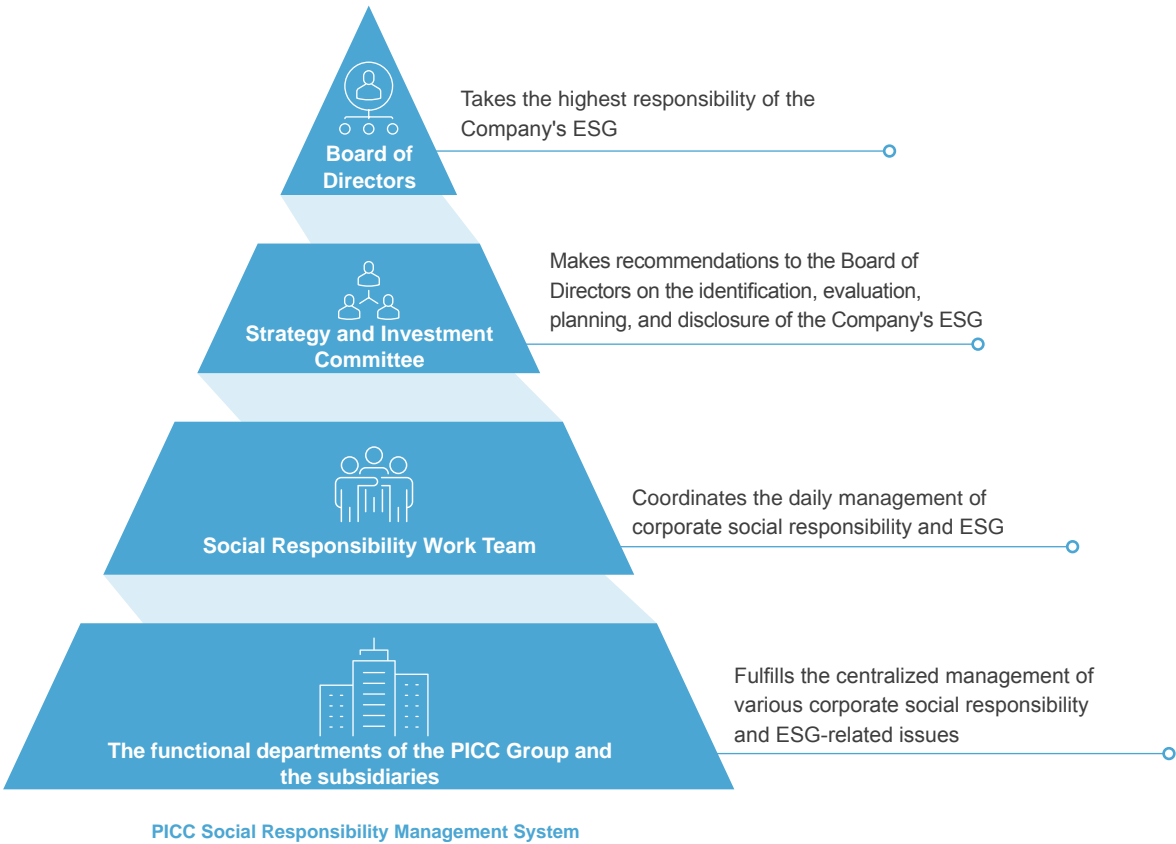 Board of
Directors
Takes the highest responsibility of the
Company's ESG
Strategy and Investment
Committee
Makes recommendations to the Board of
Directors on the identification, evaluation,
planning, and disclosure of the Company's ESG
Social Responsibility Work Team
Coordinates the daily management of
corporate social responsibility and ESG
The functional departments of the PICC Group and
the subsidiaries
Fulfills the centralized management of
various corporate social responsibility
and ESG-related issues
PICC Social Responsibility Management System